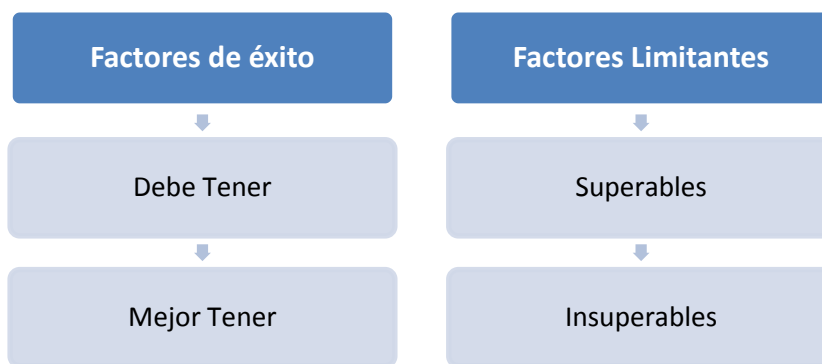 Factores de éxito
Debe Tener
Mejor Tener
Factores Limitantes
Superables
Insuperables